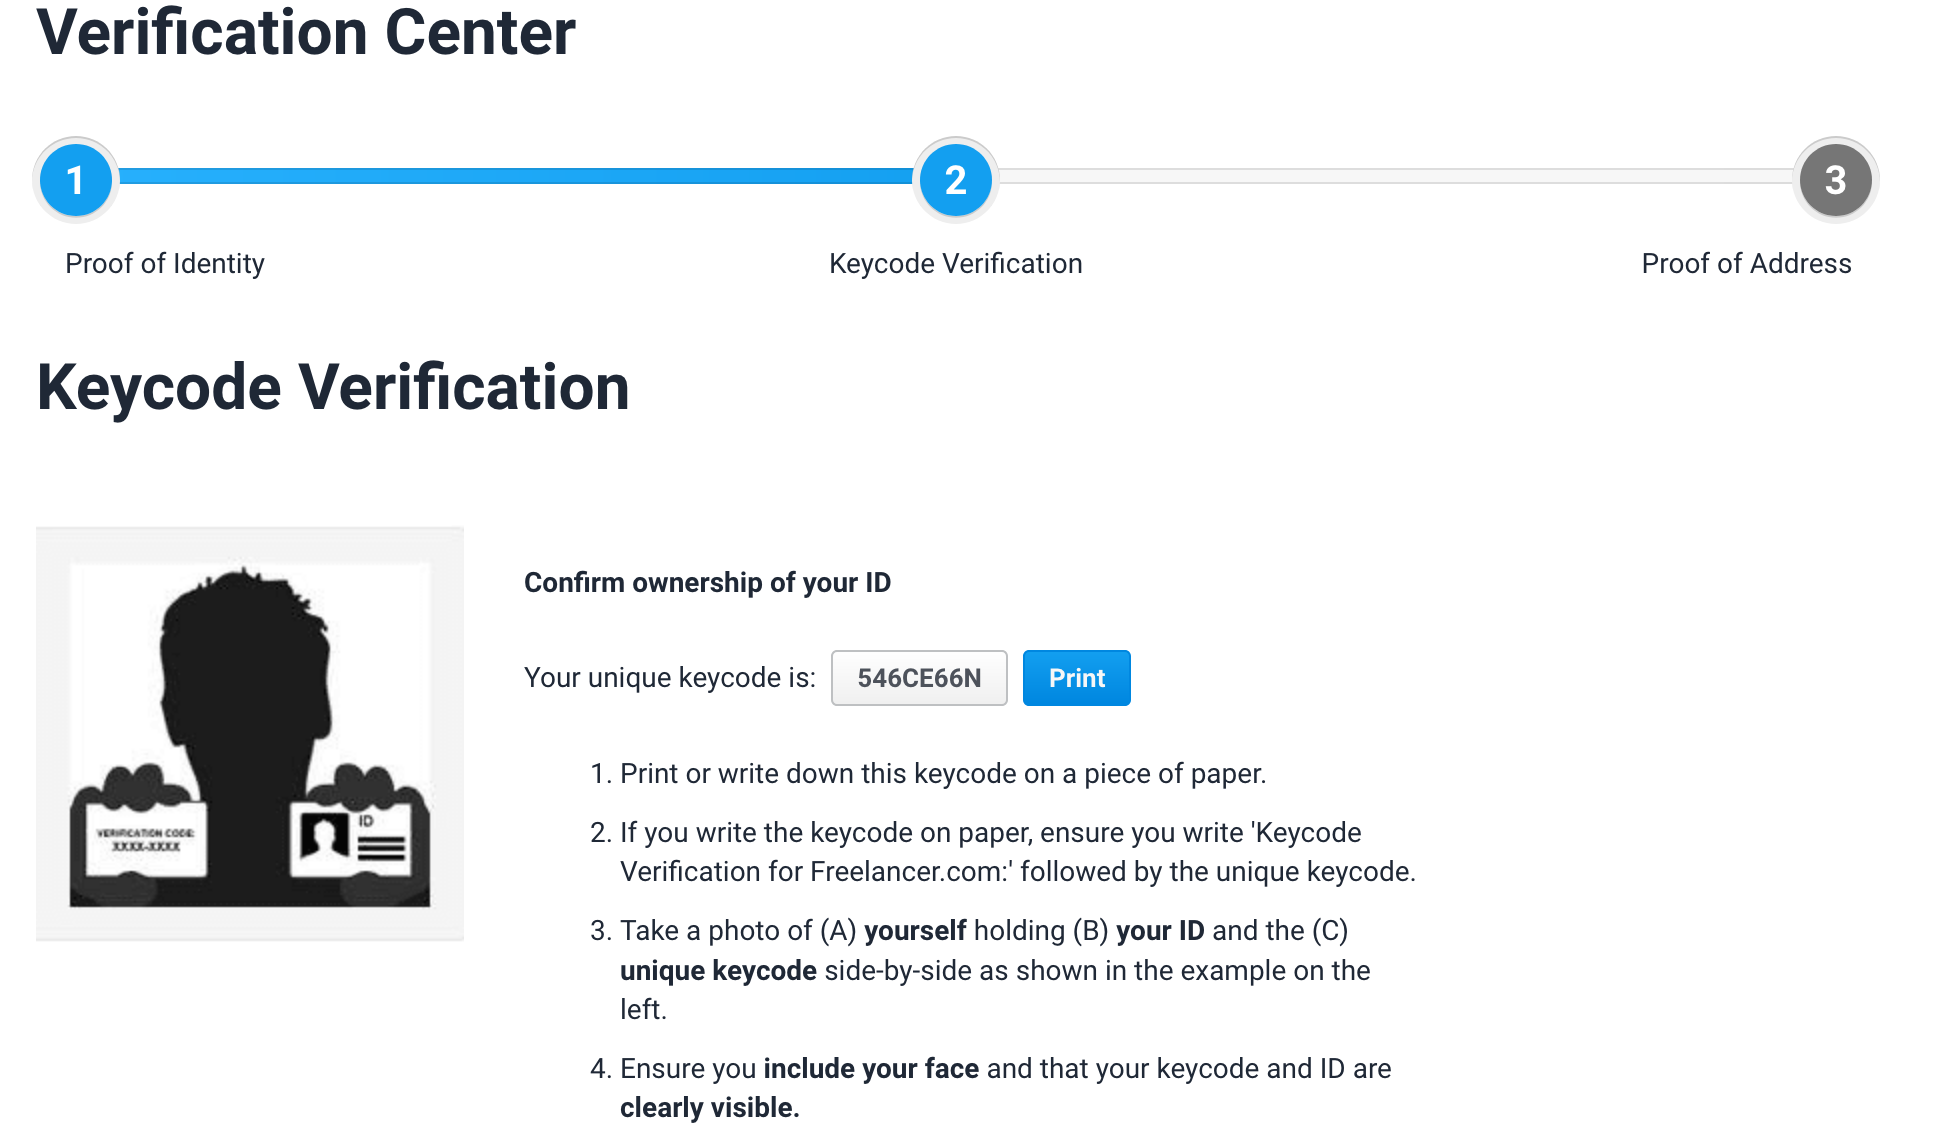 Verification Center
1
2
3
Proof of Identity
Keycode Verification
Proof of Address
Keycode Verification
VERIFICATION CODE:
XXXX-XXXX
ID
Confirm ownership of your ID
Your unique keycode is: 546CE66N Print
1. Print or write down this keycode on a piece of paper.
2. If you write the keycode on paper, ensure you write 'Keycode
Verification for Freelancer.com:' followed by the unique keycode.
3. Take a photo of (A) yourself holding (B) your ID and the (C)
unique keycode side-by-side as shown in the example on the
left.
4. Ensure you include your face and that your keycode and ID are
clearly visible.